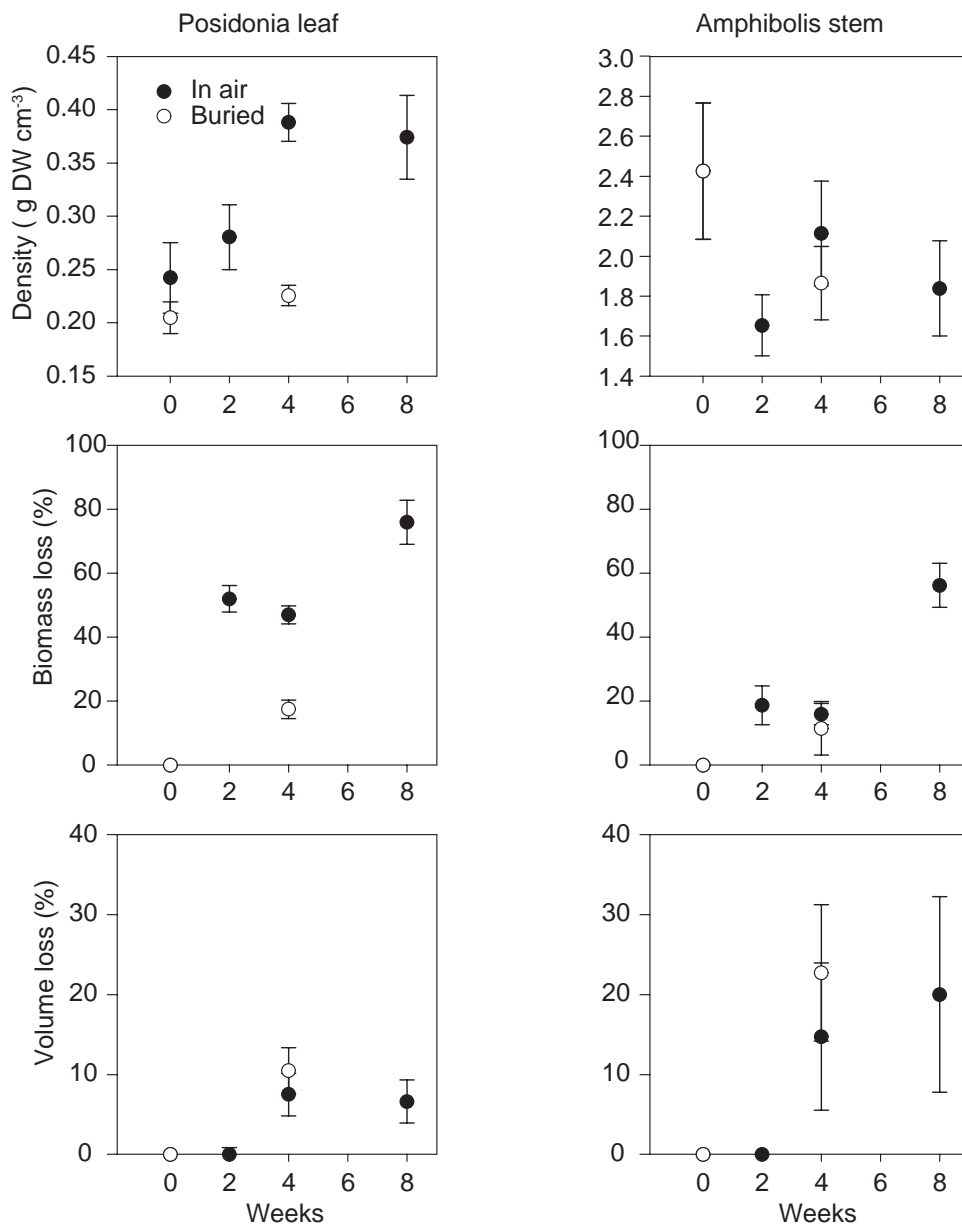 Posidonia leaf
Amphibolis stem
Density ( g DW cm-3)
0.45
0.40
0.35
0.30
0.25
0.20
0.15
In air
Buried
0 2 4 6 8
3.0
2.8
2.6
2.4
2.2
2.0
1.8
1.6
1.4
0 2 4 6 8
Biomass loss (%)
100
80
60
40
20
0
0 2 4 6 8
100
80
60
40
20
0
0 2 4 6 8
Volume loss (%)
40
30
20
10
0
0 2 4 6 8
Weeks
40
30
20
10
0
0 2 4 6 8
Weeks